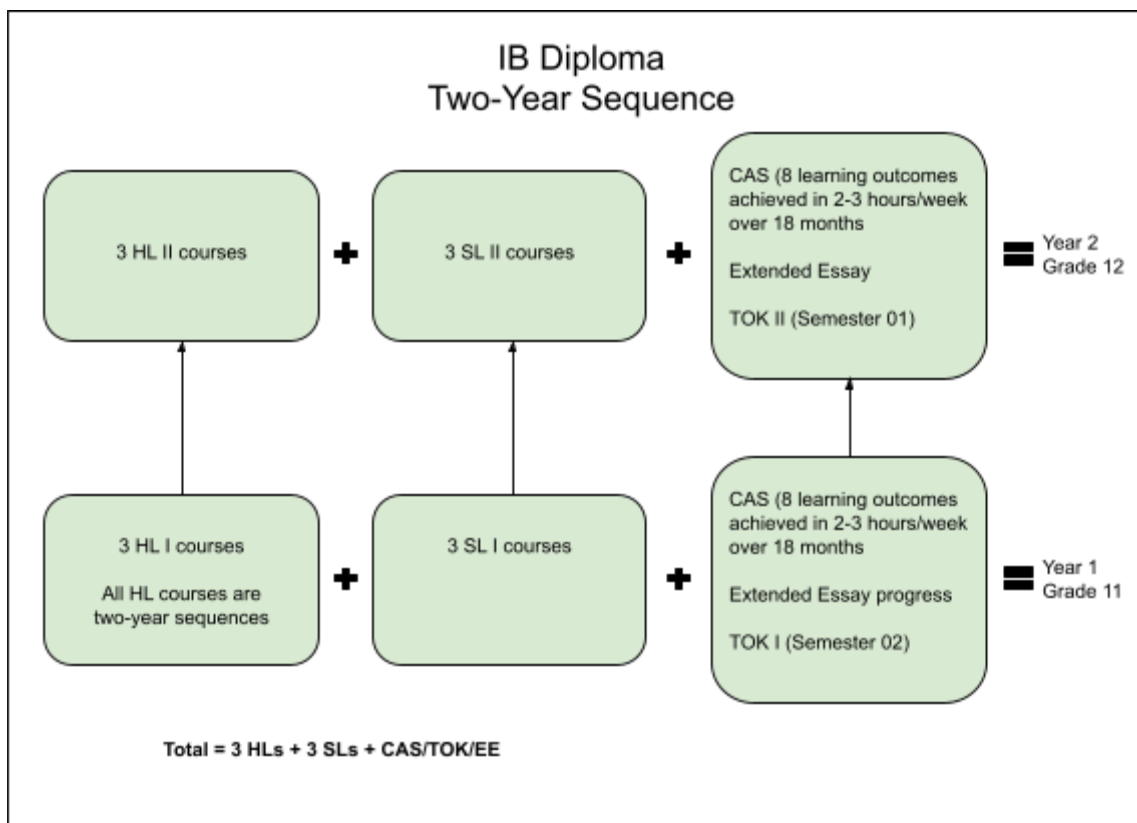 IB Diploma
Two-Year Sequence
3 HL II courses
3 SL II courses
CAS (8 learning outcomes
achieved in 2-3 hours/week
over 18 months
Extended Essay
TOK II (Semester 01)
Year 2
Grade 12
3 HL I courses
All HL courses are
two-year sequences
3 SL I courses
CAS (8 learning outcomes
achieved in 2-3 hours/week
over 18 months
Extended Essay progress
TOK I (Semester 02)
Year 1
Grade 11
Total = 3 HLs + 3 SLs + CAS/TOK/EE